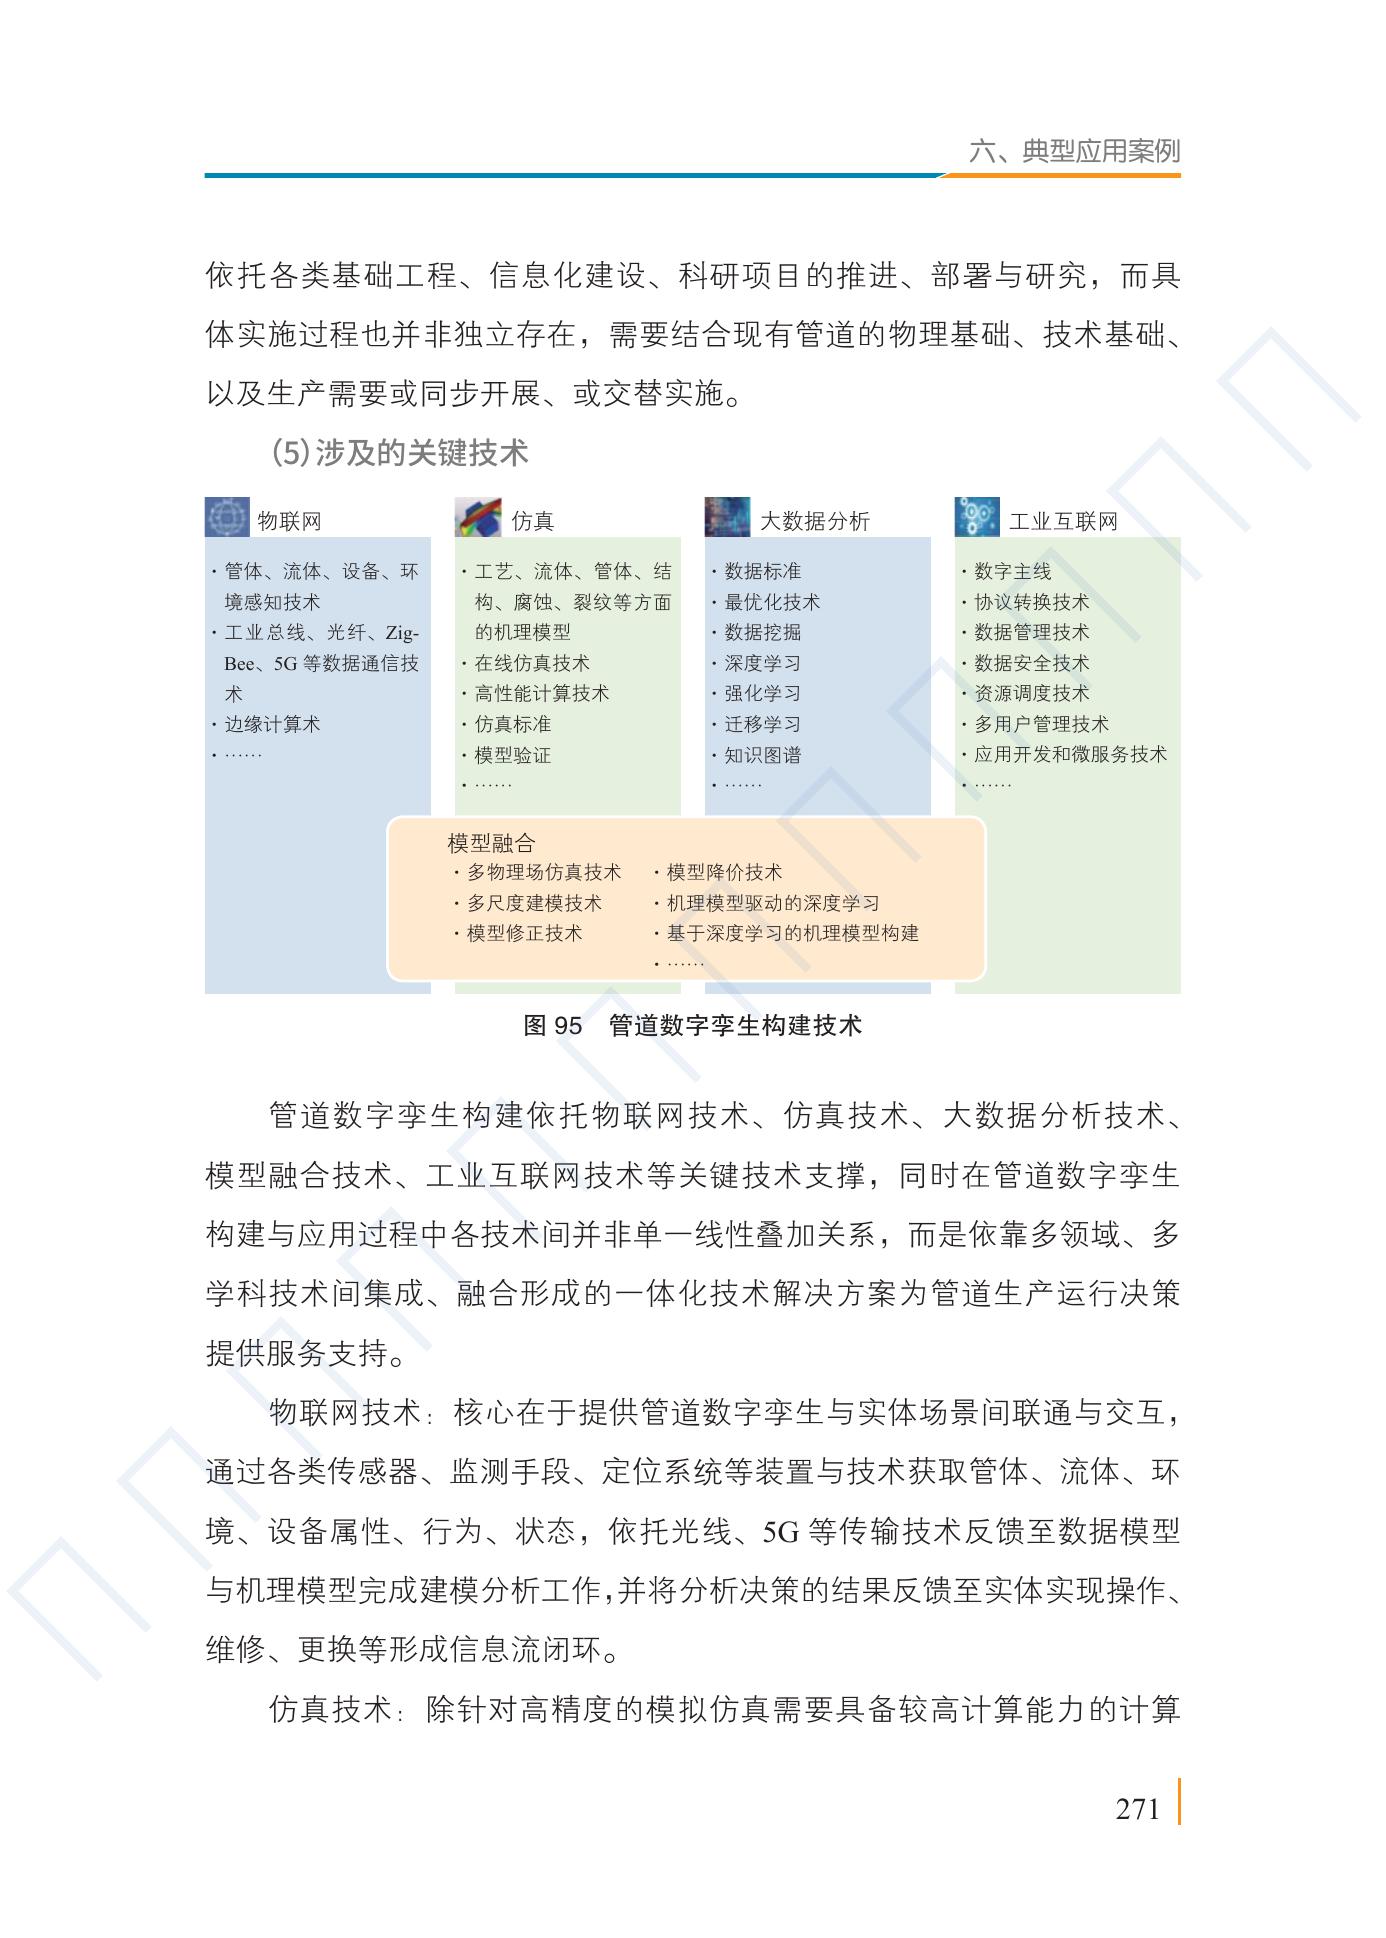 六、典型应用案例
依托各类基础工程、信息化建设、科研项目的推进、部署与研究，而具
体实施过程也并非独立存在，需要结合现有管道的物理基础、技术基础、
以及生产需要或同步开展、或交替实施。
（5）涉及的关键技术
物联网
·管体、流体、设备、环
境感知技术
·工业总线、光纤、Zig-
Bee、5G 等数据通信技
术
·边缘计算术
·……
仿真
·工艺、流体、管体、结
构、腐蚀、裂纹等方面
的机理模型
·在线仿真技术
·高性能计算技术
·仿真标准
·模型验证
·……
大数据分析
·数据标准
·最优化技术
·数据挖掘
·深度学习
·强化学习
·迁移学习
·知识图谱
·……
工业互联网
·数字主线
·协议转换技术
·数据管理技术
·数据安全技术
·资源调度技术
·多用户管理技术
·应用开发和微服务技术
·……
模型融合
·多物理场仿真技术
·多尺度建模技术
·模型修正技术
·模型降价技术
·机理模型驱动的深度学习
·基于深度学习的机理模型构建
·……
图 95　管道数字孪生构建技术
管道数字孪生构建依托物联网技术、仿真技术、大数据分析技术、
模型融合技术、工业互联网技术等关键技术支撑，同时在管道数字孪生
构建与应用过程中各技术间并非单一线性叠加关系，而是依靠多领域、多
学科技术间集成、融合形成的一体化技术解决方案为管道生产运行决策
提供服务支持。
物联网技术：核心在于提供管道数字孪生与实体场景间联通与交互，
通过各类传感器、监测手段、定位系统等装置与技术获取管体、流体、环
境、设备属性、行为、状态，依托光线、5G 等传输技术反馈至数据模型
与机理模型完成建模分析工作，并将分析决策的结果反馈至实体实现操作、
维修、更换等形成信息流闭环。
仿真技术：除针对高精度的模拟仿真需要具备较高计算能力的计算
271